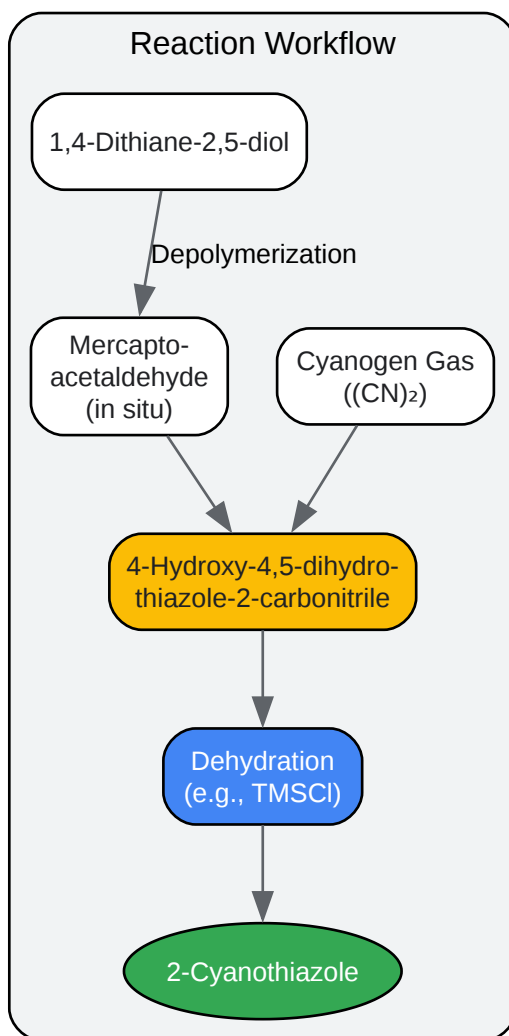 Reaction Workflow
1,4-Dithiane-2,5-diol
Depolymerization
Mercapto-
acetaldehyde
(in situ)
Cyanogen Gas
((CN)₂)
4-Hydroxy-4,5-dihydro-
thiazole-2-carbonitrile
Dehydration
(e.g., TMSCl)
2-Cyanothiazole